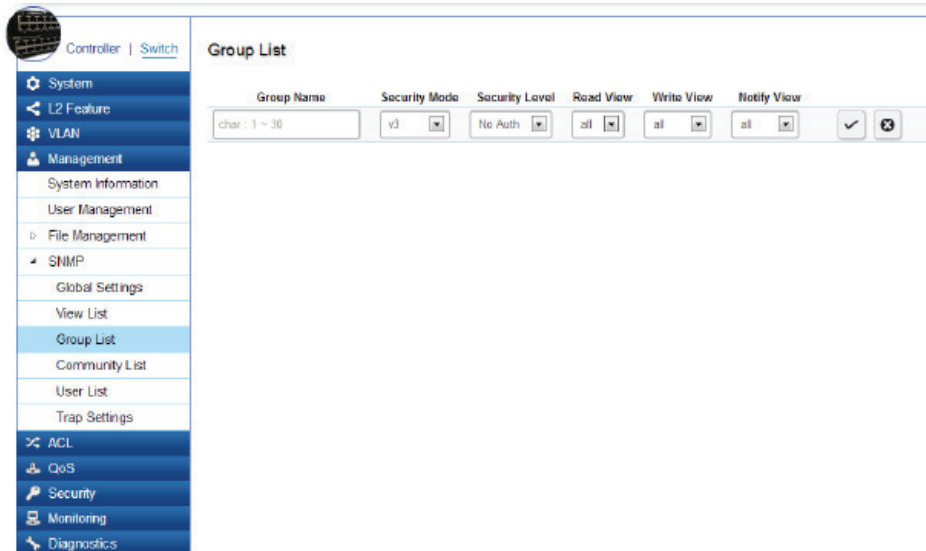 Controller | Switch
Group List
System
L2 Feature
VLAN
Management
System Information
User Management
File Management
SNMP
Global Settings
View List
Group List
Community List
User List
Trap Settings
ACL
QoS
Security
Monitoring
Diagnostics
Group Name Security Mode Security Level Read View Write View Notify View
char : 1 ~ 30 v3 No Auth all all all